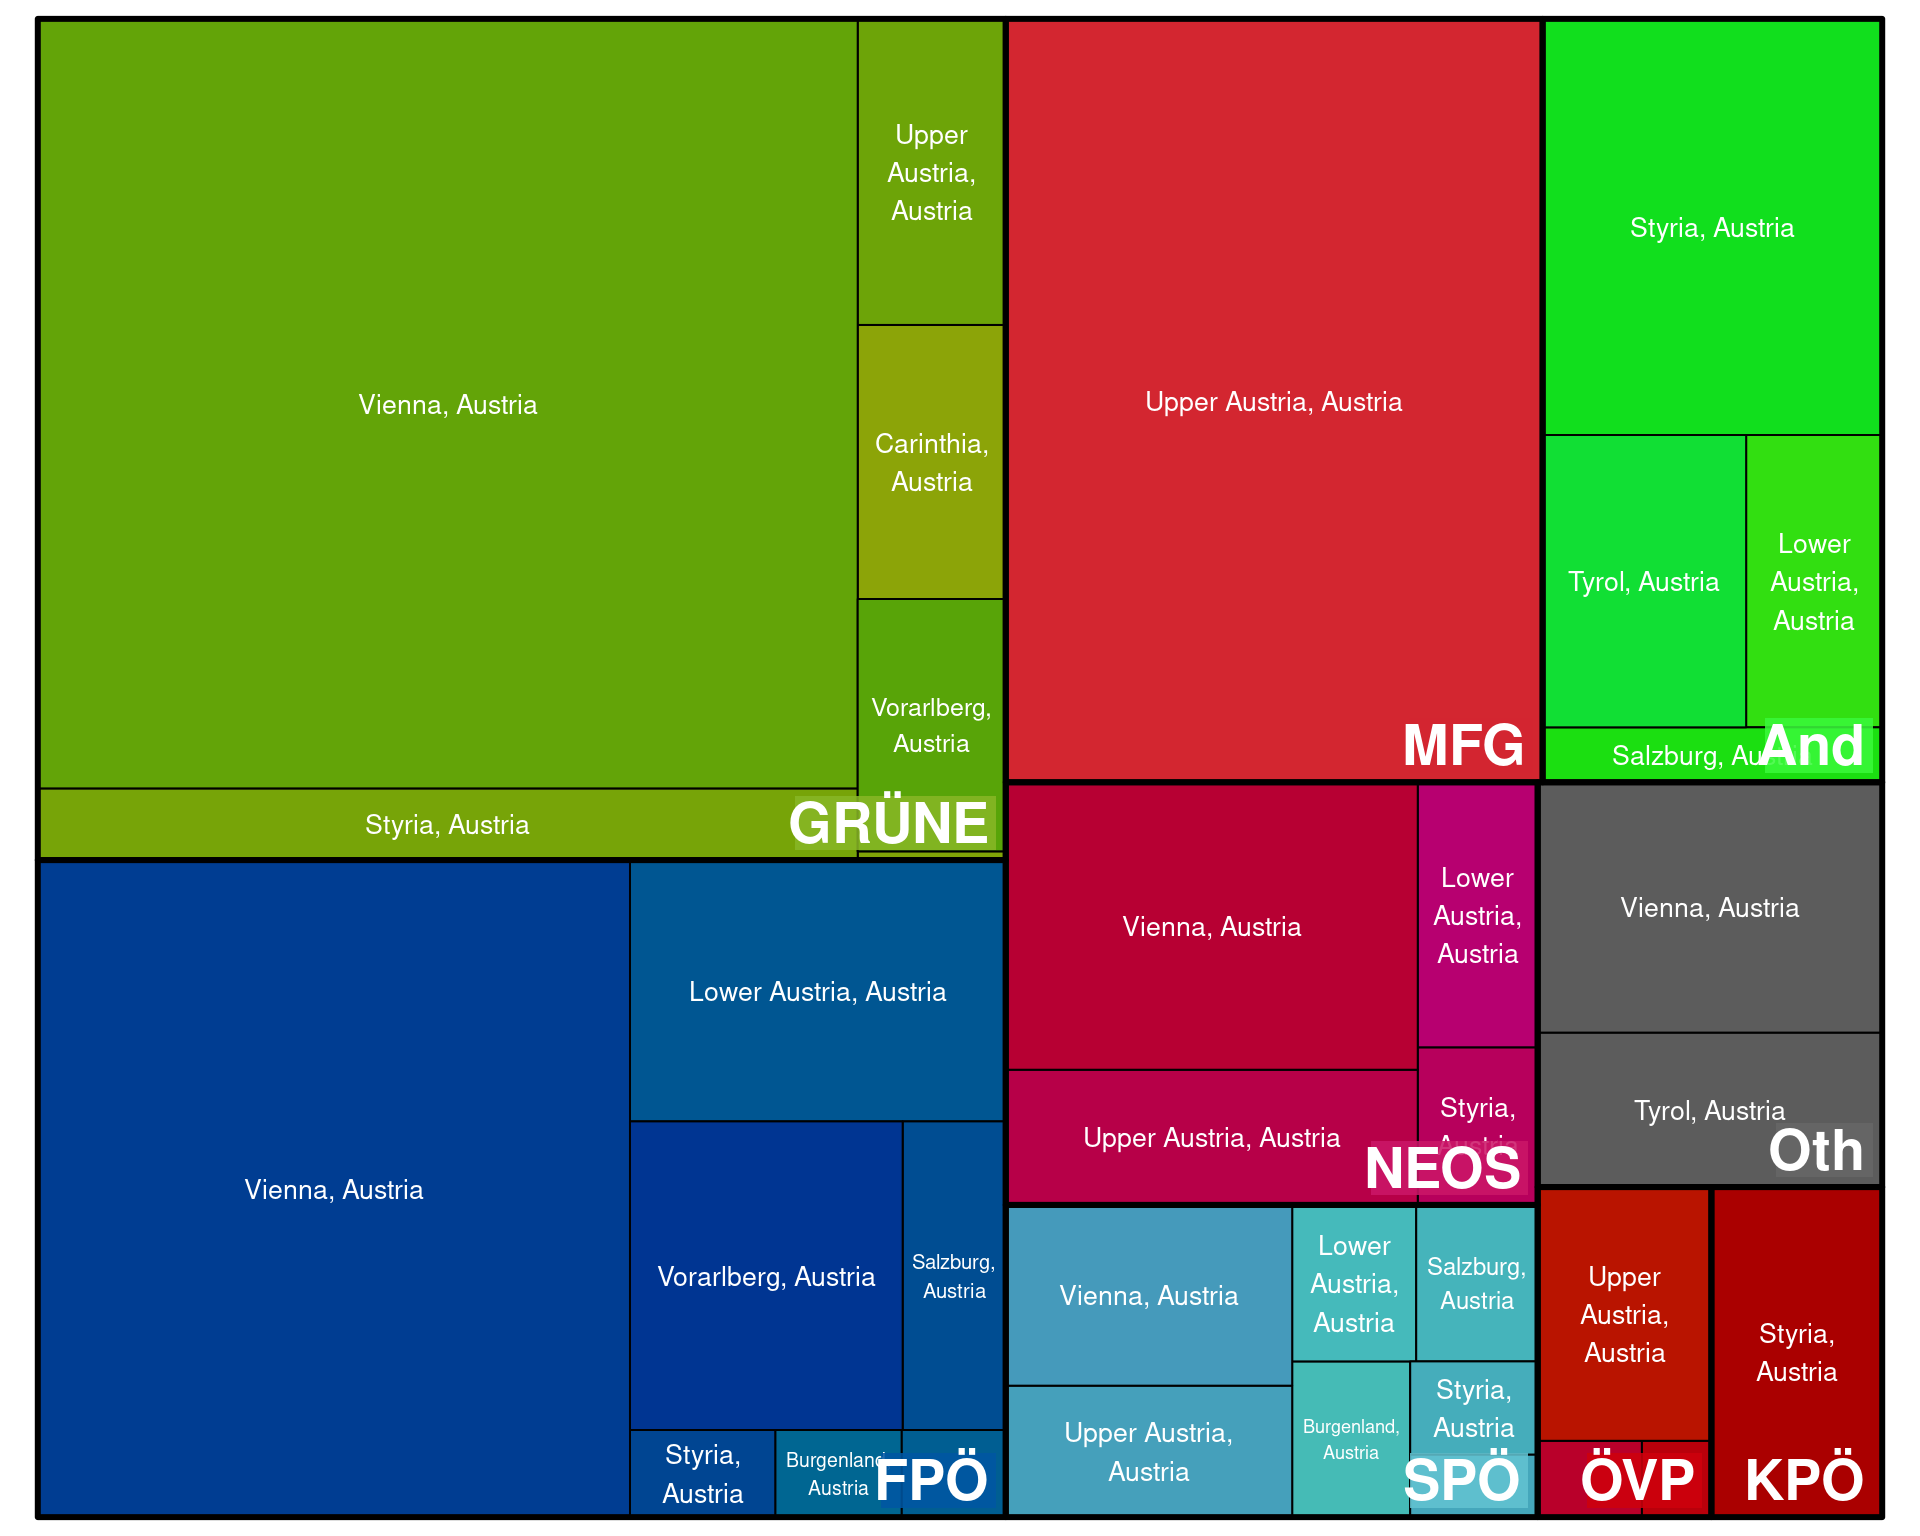 Vienna, Austria
Upper
Austria,
Austria
Carinthia,
Austria
Vorarlberg,
Austria
Styria, Austria
GRÜNE
Vienna, Austria
Lower Austria, Austria
Vorarlberg, Austria
Salzburg,
Austria
Styria,
Austria
Burgenland,
Austria
FPÖ
Upper Austria, Austria
MFG
Styria, Austria
Tyrol, Austria
Lower
Austria,
Austria
Salzburg, Austria
And
Vienna, Austria
Lower
Austria,
Austria
Upper Austria, Austria
Styria,
Austria
NEOS
Vienna, Austria
Tyrol, Austria
Oth
Vienna, Austria
Lower
Austria,
Austria
Salzburg,
Austria
Upper Austria,
Austria
Burgenland,
Austria
Styria,
Austria
SPÖ
Upper
Austria,
Austria
ÖVP
Styria,
Austria
KPÖ